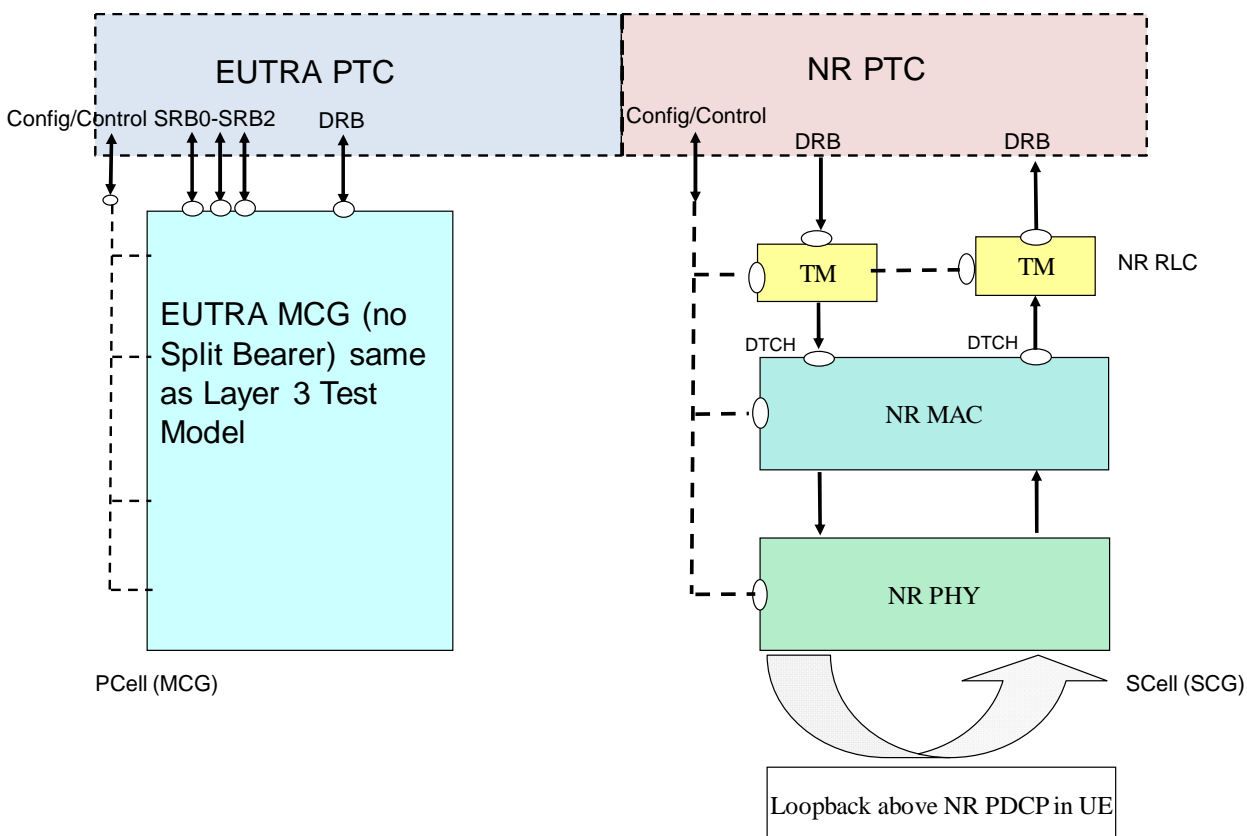 EUTRA PTC
NR PTC
Config/Control SRB0-SRB2
DRB
Config/Control
DRB
DRB
TM
TM
NR RLC
DTCH
DTCH
EUTRA MCG (no
Split Bearer) same
as Layer 3 Test
Model
NR MAC
NR PHY
PCell (MCG)
SCell (SCG)
Loopback above NR PDCP in UE